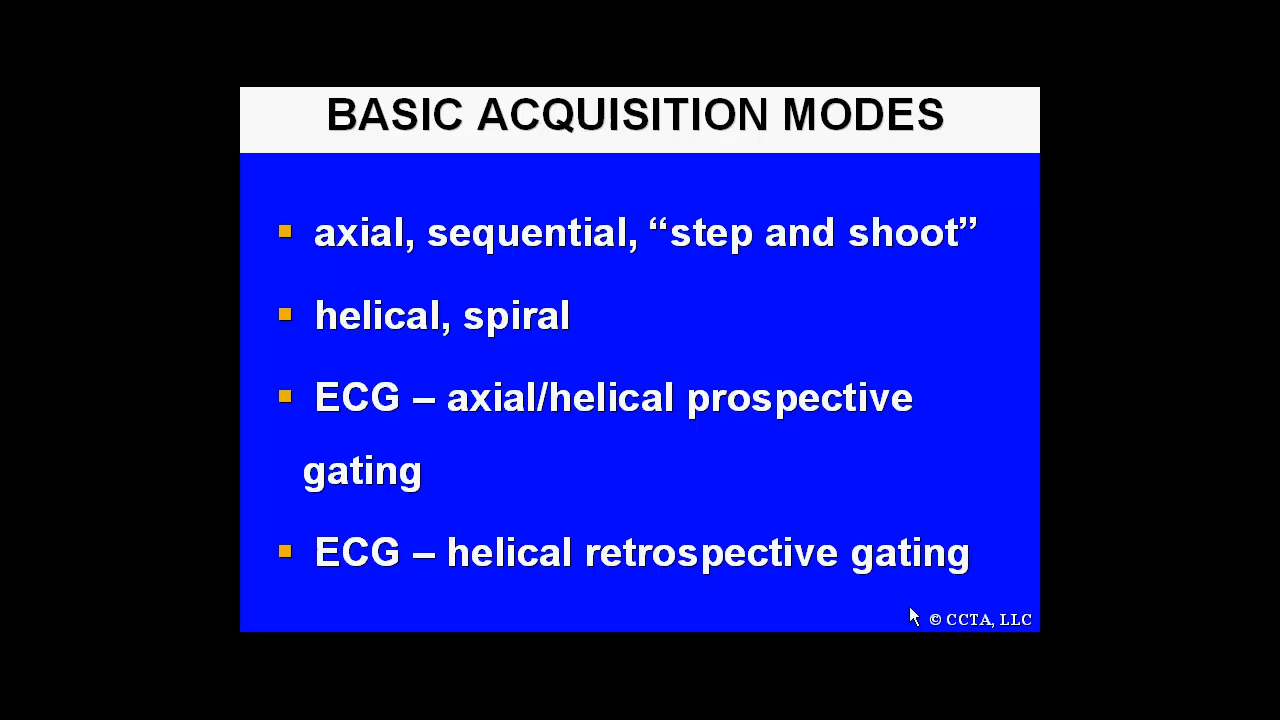 BASIC ACQUISITION MODES
▪ axial, sequential, “step and shoot”
▪ helical, spiral
▪ ECG – axial/helical prospective
gating
▪ ECG – helical retrospective gating
© CCTA, LLC